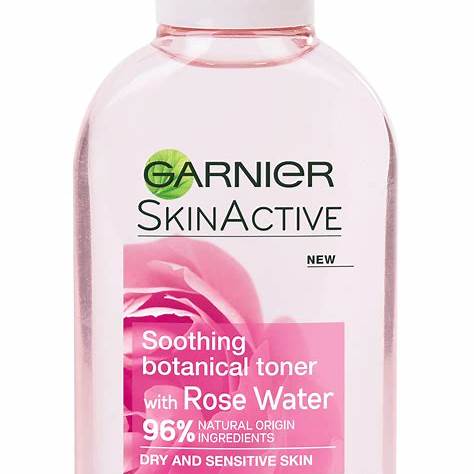 GARNIER
SKINACTIVE
NEW
Soothing
botanical toner
with Rose Water
96% NATURAL ORIGIN
INGREDIENTS
DRY AND SENSITIVE SKIN